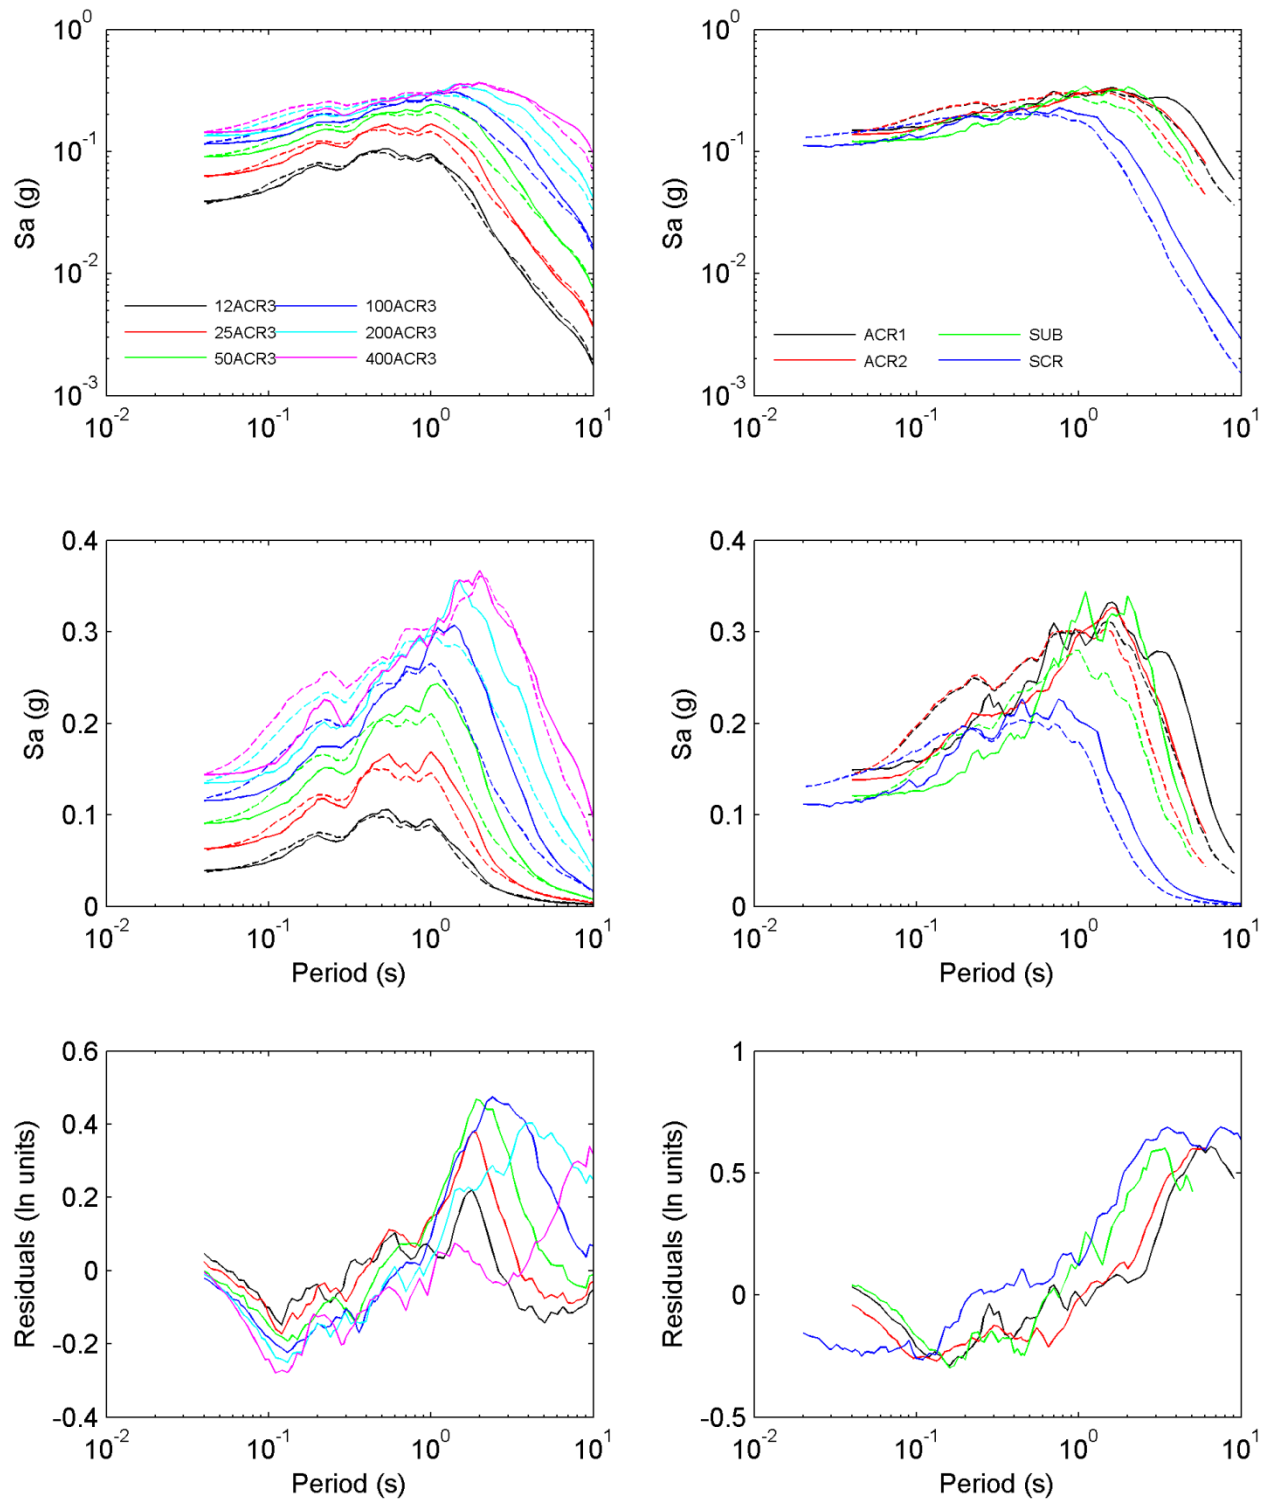 10^0
10^-1
10^-2
10^-3
Sa (g)
12ACR3
100ACR3
25ACR3
200ACR3
50ACR3
400ACR3
10^-2
10^-1
10^0
10^1
10^0
10^-1
10^-2
10^-3
Sa (g)
ACR1
SUB
ACR2
SCR
10^-2
10^-1
10^0
10^1
0.4
0.3
0.2
0.1
0
Sa (g)
10^-2
10^-1
10^0
10^1
Period (s)
0.4
0.3
0.2
0.1
0
Sa (g)
10^-2
10^-1
10^0
10^1
Period (s)
0.6
0.4
0.2
0
-0.2
-0.4
Residuals (ln units)
10^-2
10^-1
10^0
10^1
Period (s)
1
0.5
0
-0.5
Residuals (ln units)
10^-2
10^-1
10^0
10^1
Period (s)